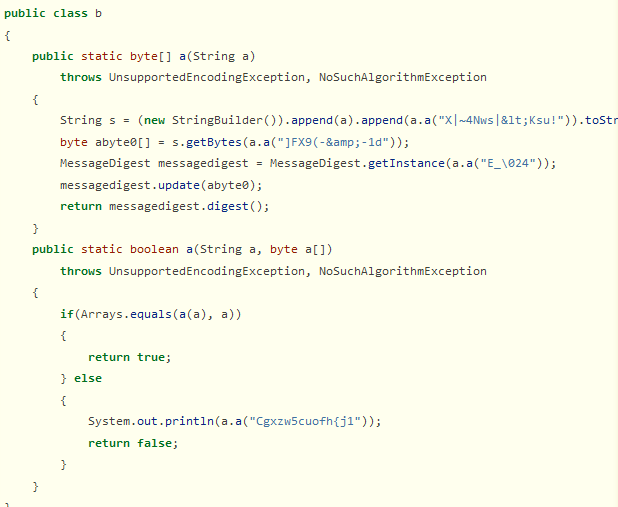 public class b
{
    public static byte[] a(String a)
        throws UnsupportedEncodingException, NoSuchAlgorithmException
    {
        String s = (new StringBuilder()).append(a).append(a.a("X|~4Nws|&lt;Ksu!")).toStr
        byte abyte0[] = s.getBytes(a.a("]FX9(-&amp;-1d"));
        MessageDigest messagedigest = MessageDigest.getInstance(a.a("E_\024"));
        messagedigest.update(abyte0);
        return messagedigest.digest();
    }
    public static boolean a(String a, byte a[])
        throws UnsupportedEncodingException, NoSuchAlgorithmException
    {
        if(Arrays.equals(a(a), a))
        {
            return true;
        } else
        {
            System.out.println(a.a("Cgxzw5cuofh{j1"));
            return false;
        }
    }